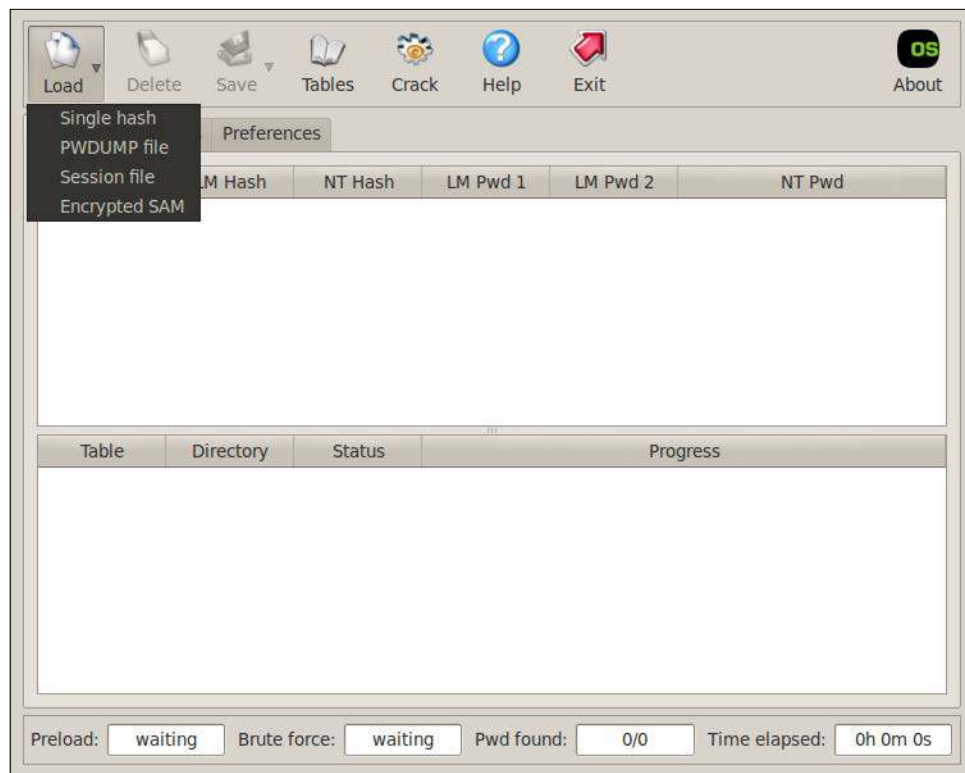 Load Delete Save Tables Crack Help Exit OS About
Single hash
PWDUMP file
Session file
Encrypted SAM
Preferences
LM Hash NT Hash LM Pwd 1 LM Pwd 2 NT Pwd
Table Directory Status Progress
Preload: waiting Brute force: waiting Pwd found: 0/0 Time elapsed: 0h 0m 0s